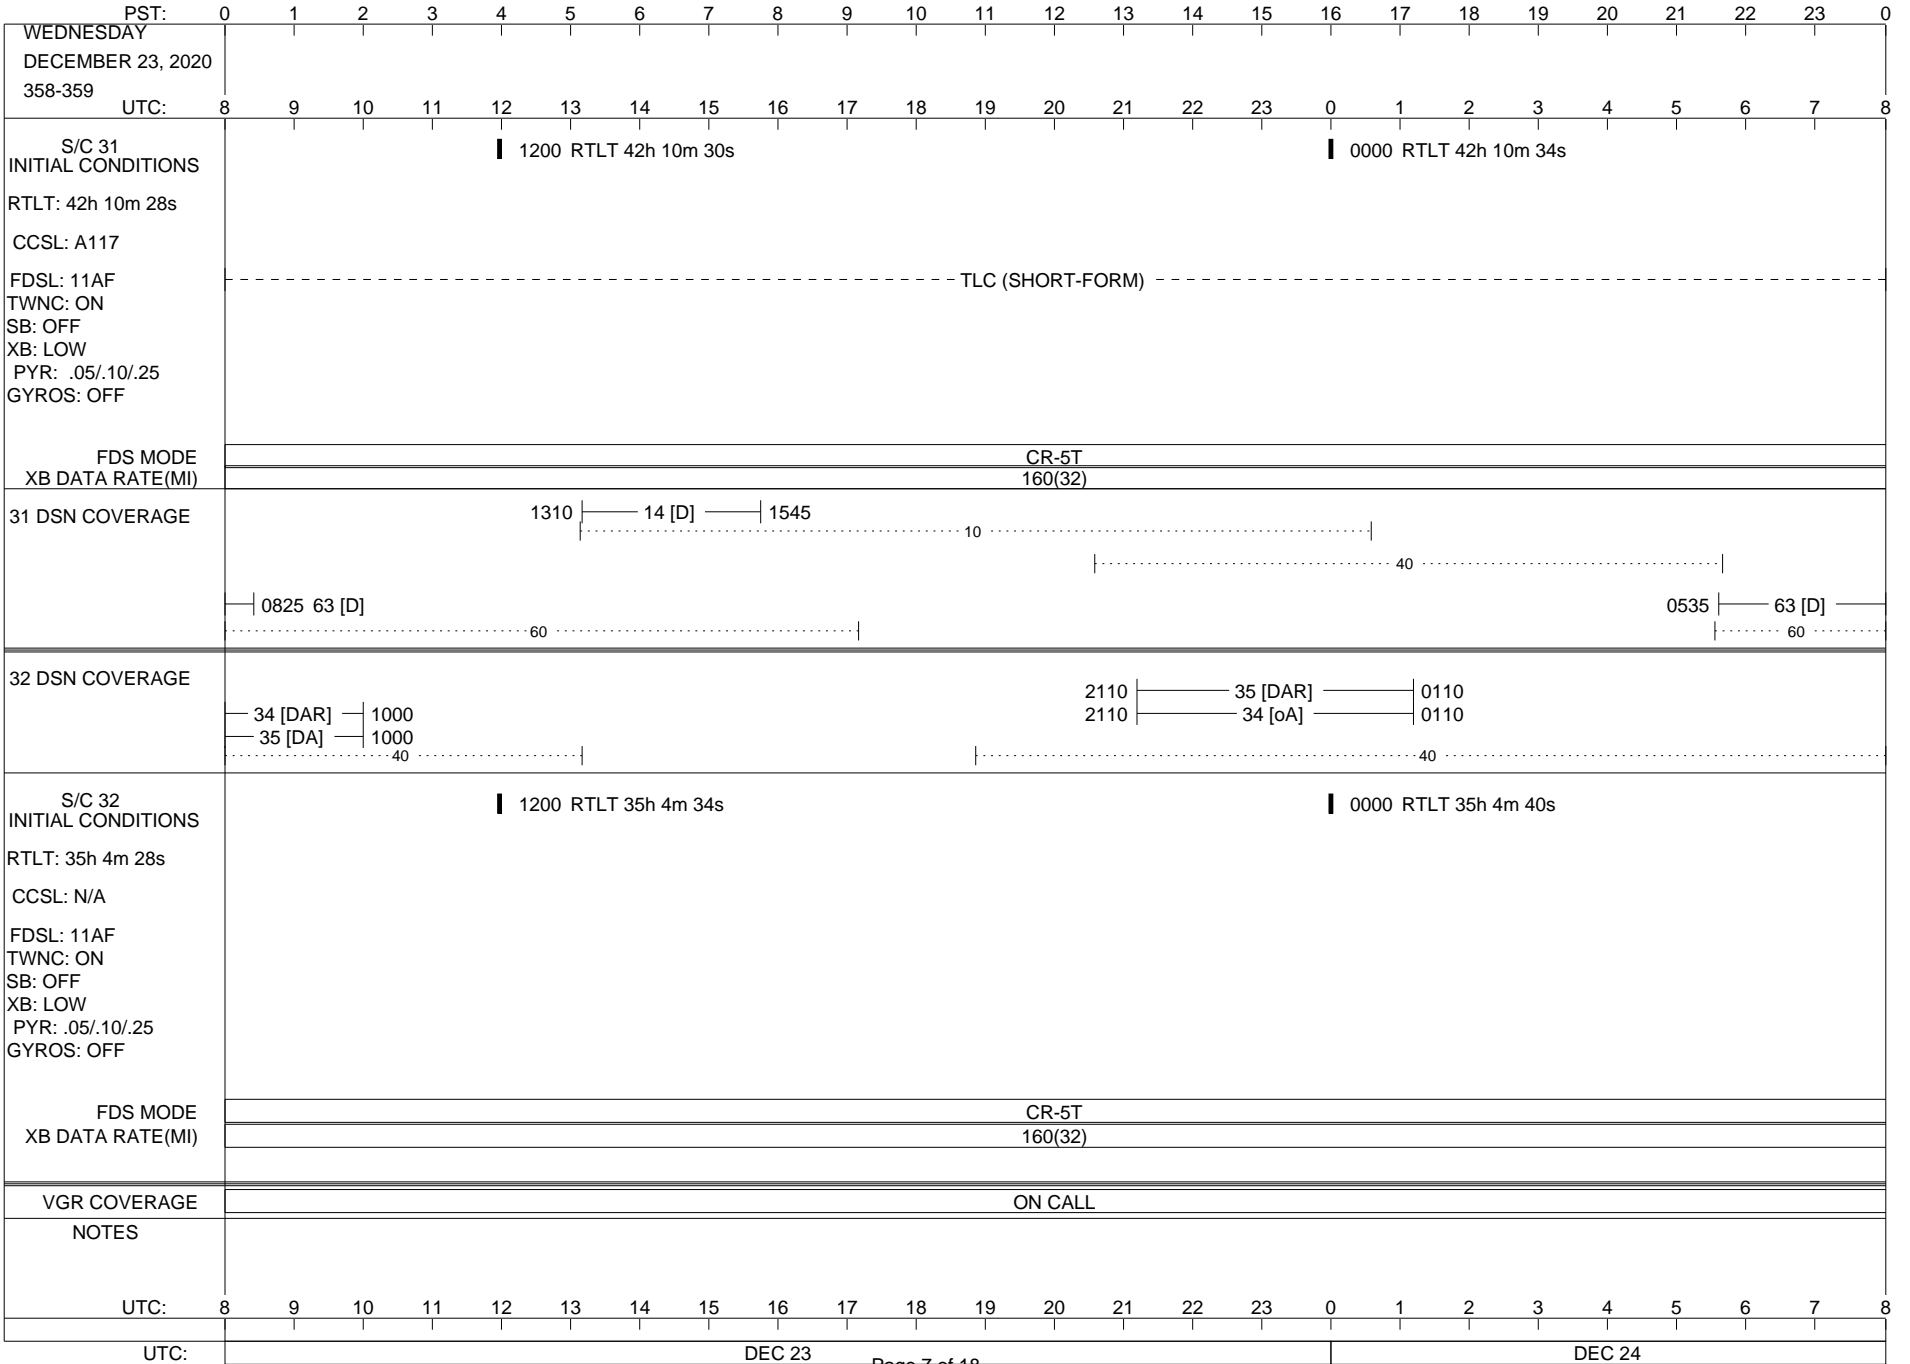 PST: 0 1 2 3 4 5 6 7 8 9 10 11 12 13 14 15 16 17 18 19 20 21 22 23 0
WEDNESDAY
DECEMBER 23, 2020
358-359
UTC: 8 9 10 11 12 13 14 15 16 17 18 19 20 21 22 23 0 1 2 3 4 5 6 7 8
S/C 31
INITIAL CONDITIONS
1200 RTLT 42h 10m 30s
0000 RTLT 42h 10m 34s
RTLT: 42h 10m 28s
CCSL: A117
FDSL: 11AF
TLC (SHORT-FORM)
TWNC: ON
SB: OFF
XB: LOW
PYR: .05/.10/.25
GYROS: OFF
FDS MODE CR-5T
XB DATA RATE(MI) 160(32)
31 DSN COVERAGE
1310 14 [D] 1545
10
40
0825 63 [D]
0535 63 [D]
60
60
32 DSN COVERAGE
2110 35 [DAR] 0110
34 [DAR] 1000
2110 34 [oA] 0110
35 [DA] 1000
40
40
S/C 32
INITIAL CONDITIONS
1200 RTLT 35h 4m 34s
0000 RTLT 35h 4m 40s
RTLT: 35h 4m 28s
CCSL: N/A
FDSL: 11AF
TWNC: ON
SB: OFF
XB: LOW
PYR: .05/.10/.25
GYROS: OFF
FDS MODE CR-5T
XB DATA RATE(MI) 160(32)
VGR COVERAGE ON CALL
NOTES
UTC: 8 9 10 11 12 13 14 15 16 17 18 19 20 21 22 23 0 1 2 3 4 5 6 7 8
UTC: DEC 23 DEC 24
Page 7 of 18